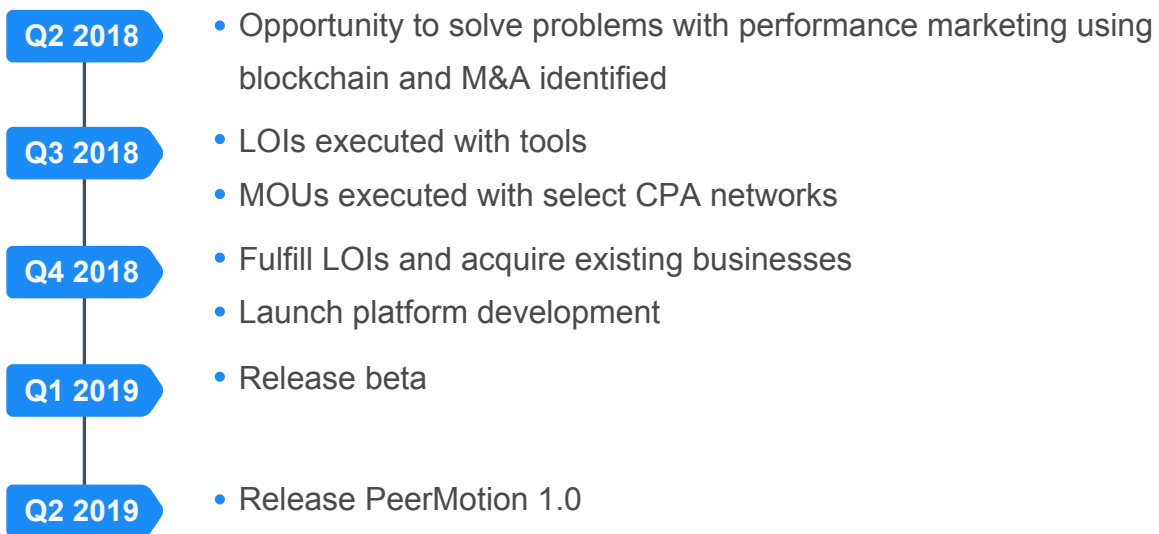 Q2 2018
• Opportunity to solve problems with performance marketing using
blockchain and M&A identified
Q3 2018
• LOIs executed with tools
• MOUs executed with select CPA networks
Q4 2018
• Fulfill LOIs and acquire existing businesses
• Launch platform development
Q1 2019
• Release beta
Q2 2019
• Release PeerMotion 1.0